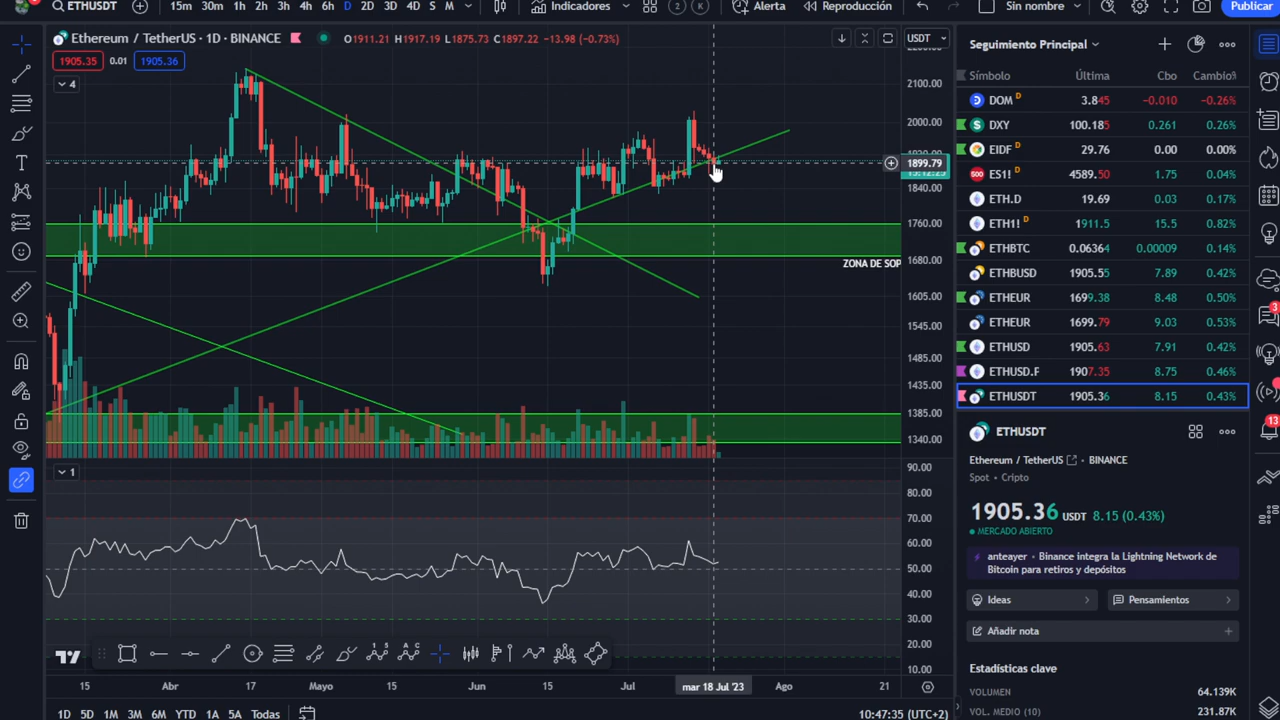 ETHUSDT
15m 30m 1h 2h 3h 4h 6h D 2D 3D 4D S M
Indicadores
Alerta
Reproducción
Sin nombre
Publicar
Ethereum / TetherUS · 1D · BINANCE
O1911.21 H1917.19 L1875.73 C1897.22 −13.98 (−0.73%)
USDT
1905.35 0.01 1905.36
4
2100.00
2000.00
1899.79
1840.00
1760.00
1680.00
1605.00
1545.00
1485.00
1435.00
1385.00
1340.00
ZONA DE SOP
1
90.00
80.00
70.00
60.00
50.00
40.00
30.00
20.00
10.00
15 Abr 17 Mayo 15 Jun 15 Jul mar 18 Jul '23 Ago 21
1D 5D 1M 3M 6M YTD 1A 5A Todas
10:47:35 (UTC+2)
Seguimiento Principal
Símbolo Última Cbo Cambio%
DOM D 3.845 −0.010 −0.26%
DXY 100.185 0.261 0.26%
EIDF D 29.76 0.00 0.00%
500 ES1! D 4589.50 1.75 0.04%
ETH.D 19.69 0.03 0.17%
ETH1! D 1911.5 15.5 0.82%
ETHBTC 0.06364 0.00009 0.14%
ETHBUSD 1905.55 7.89 0.42%
ETHEUR 1699.38 8.48 0.50%
ETHEUR 1699.79 9.03 0.53%
ETHUSD 1905.63 7.91 0.42%
ETHUSD.F 1907.35 8.75 0.46%
ETHUSDT 1905.36 8.15 0.43%
ETHUSDT
Ethereum / TetherUS · BINANCE
Spot · Cripto
1905.36 USDT 8.15 (0.43%)
MERCADO ABIERTO
anteayer · Binance integra la Lightning Network de
Bitcoin para retiros y depósitos
Ideas
Pensamientos
Añadir nota
Estadísticas clave
VOLUMEN 64.139K
VOL. MEDIO (10) 231.87K
3
13